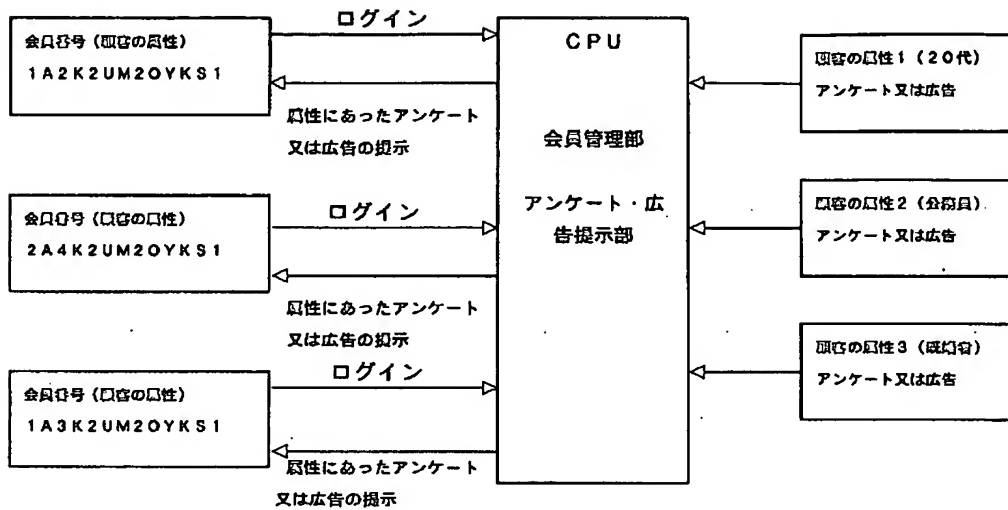 会員番号（顧客の属性）
1A2K2UM2OYKS1
ログイン
属性にあったアンケート
又は広告の提示
会員番号（顧客の属性）
2A4K2UM2OYKS1
ログイン
属性にあったアンケート
又は広告の提示
会員番号（顧客の属性）
1A3K2UM2OYKS1
ログイン
属性にあったアンケート
又は広告の提示
CPU
会員管理部
アンケート・広
告提示部
顧客の属性1（20代）
アンケート又は広告
顧客の属性2（公務員）
アンケート又は広告
顧客の属性3（既婚者）
アンケート又は広告